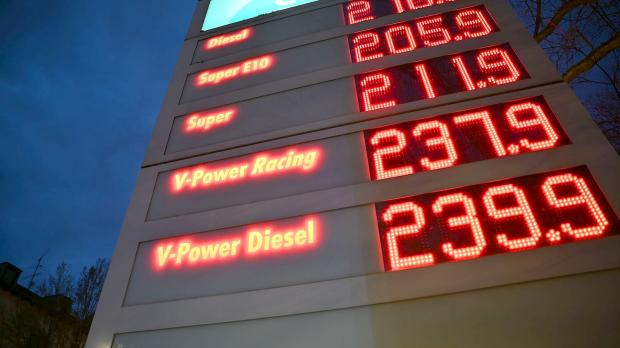 Diesel
Super E10 205.9
Super 211.9
V-Power Racing 237.9
V-Power Diesel 239.9